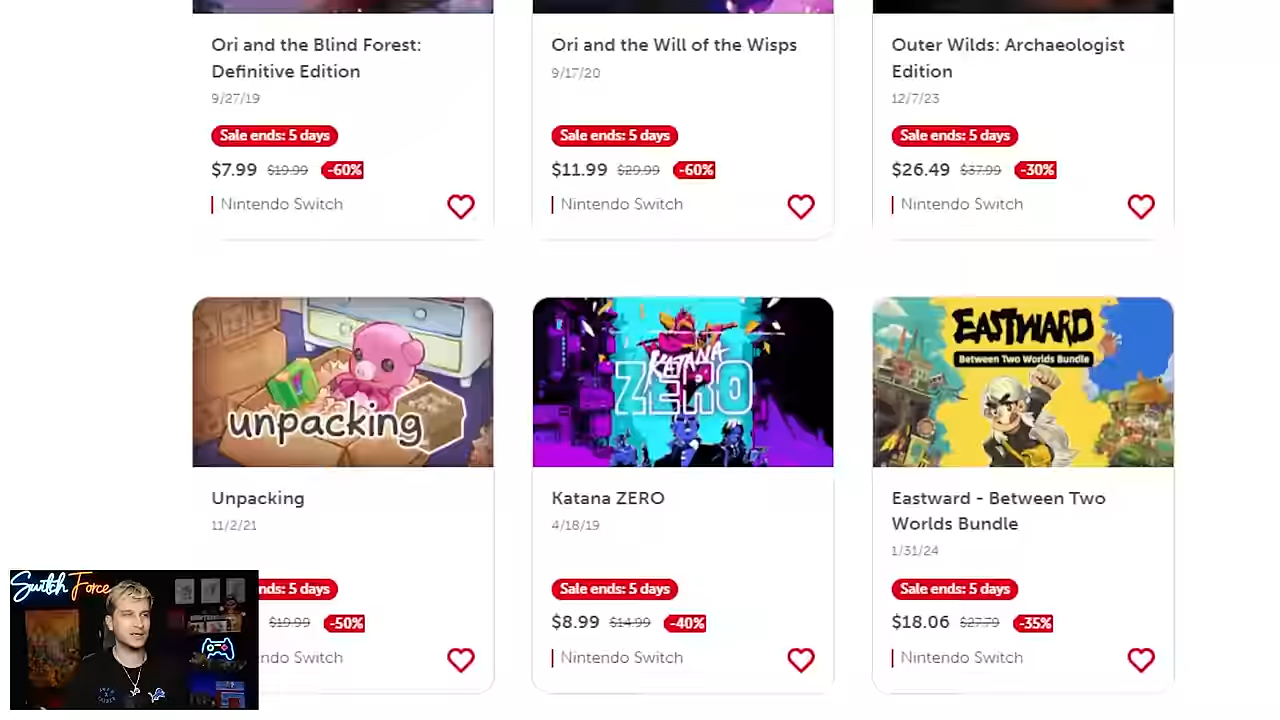 Ori and the Blind Forest:
Definitive Edition
9/27/19
Sale ends: 5 days
$7.99 $19.99 -60%
Nintendo Switch
Ori and the Will of the Wisps
9/17/20
Sale ends: 5 days
$11.99 $29.99 -60%
Nintendo Switch
Outer Wilds: Archaeologist
Edition
12/7/23
Sale ends: 5 days
$26.49 $37.99 -30%
Nintendo Switch
unpacking
Unpacking
11/2/21
nds: 5 days
$19.99 -50%
ndo Switch
KATANA
ZERO
Katana ZERO
4/18/19
Sale ends: 5 days
$8.99 $14.99 -40%
Nintendo Switch
EASTWARD
Between Two Worlds Bundle
Eastward - Between Two
Worlds Bundle
1/31/24
Sale ends: 5 days
$18.06 $27.79 -35%
Nintendo Switch
Switch Force